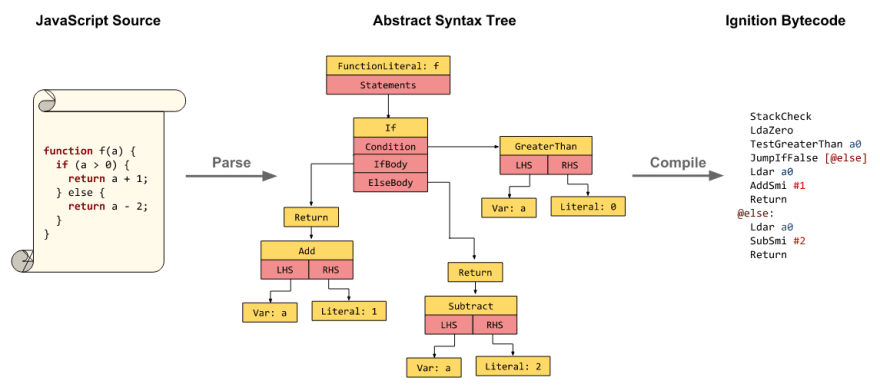 JavaScript Source
Abstract Syntax Tree
Ignition Bytecode
function f(a) {
  if (a > 0) {
    return a + 1;
  } else {
    return a - 2;
  }
}
Parse
FunctionLiteral: f
Statements
If
Condition
IfBody
ElseBody
GreaterThan
LHS RHS
Var: a
Literal: 0
Return
Add
LHS RHS
Var: a
Literal: 1
Return
Subtract
LHS RHS
Var: a
Literal: 2
Compile
StackCheck
LdaZero
TestGreaterThan a0
JumpIfFalse [@else]
Ldar a0
AddSmi #1
Return
@else:
Ldar a0
SubSmi #2
Return